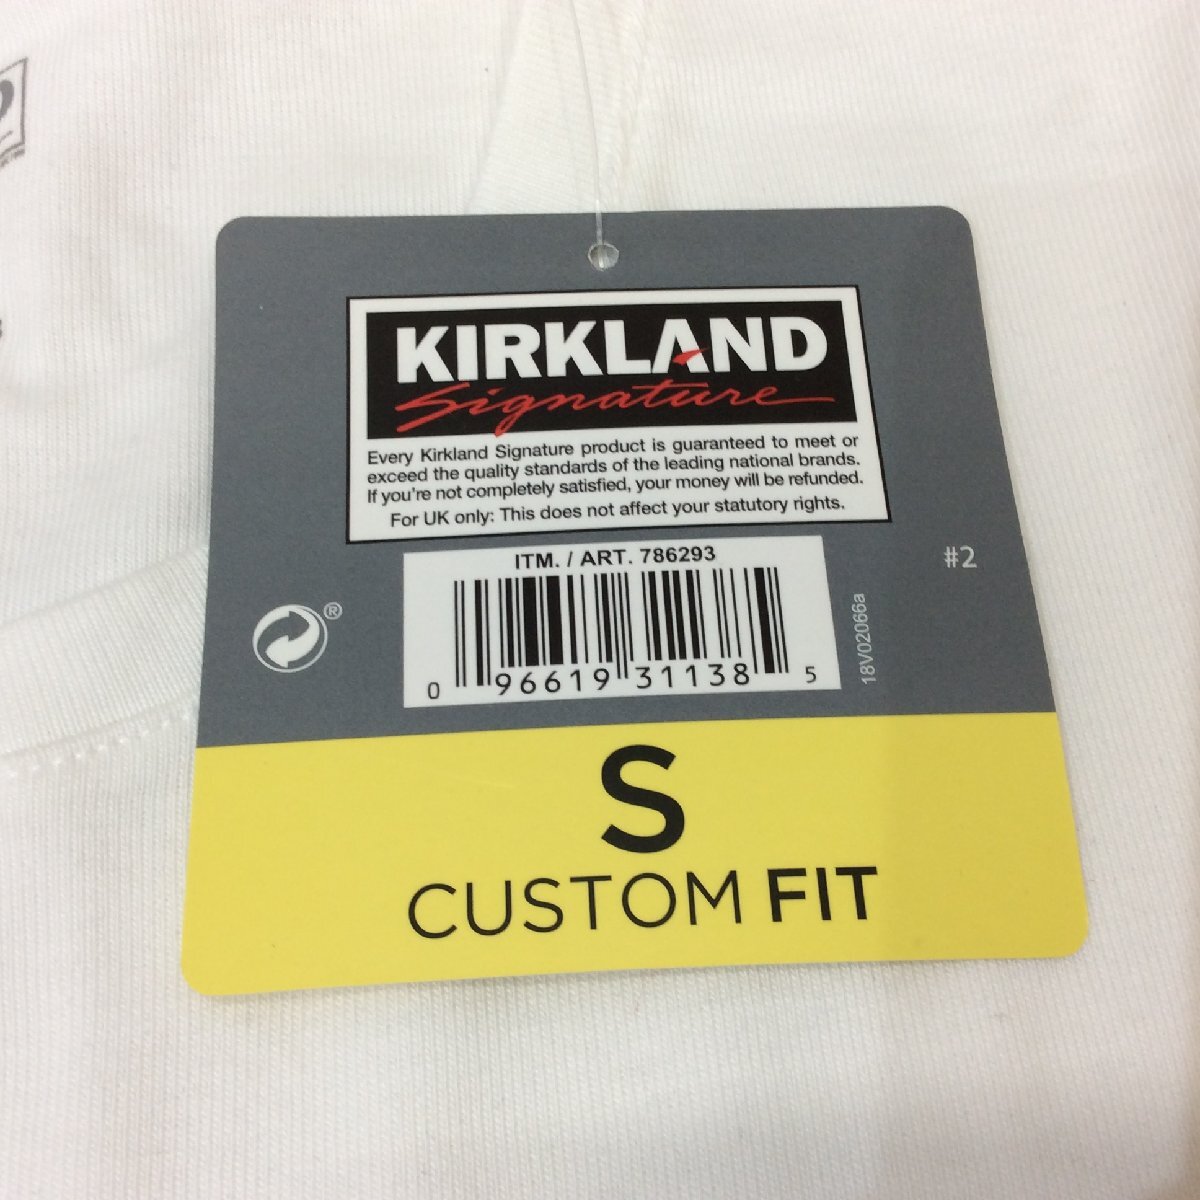 KIRKLAND
Signature
Every Kirkland Signature product is guaranteed to meet or
exceed the quality standards of the leading national brands.
If you're not completely satisfied, your money will be refunded.
For UK only: This does not affect your statutory rights.
ITM. / ART. 786293
#2
®
18V02066a
0 96619 31138 5
S
CUSTOM FIT